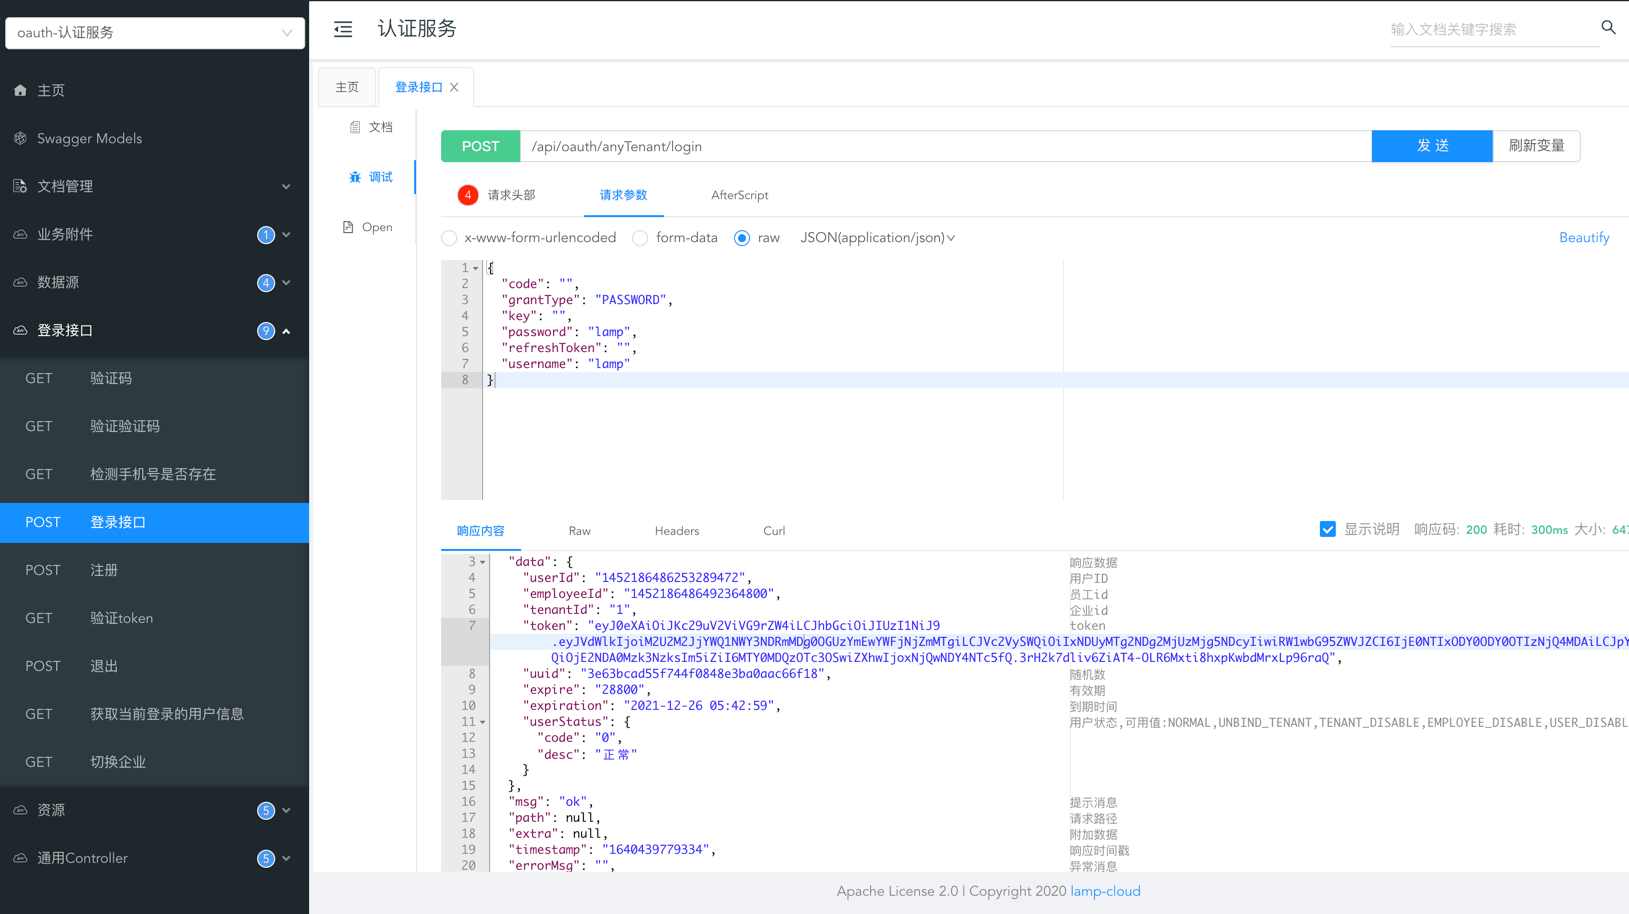 oauth-认证服务
认证服务
输入文档关键字搜索
主页
Swagger Models
文档管理
业务附件 1
数据源 4
登录接口 9
GET 验证码
GET 验证验证码
GET 检测手机号是否存在
POST 登录接口
POST 注册
GET 验证token
POST 退出
GET 获取当前登录的用户信息
GET 切换企业
资源 5
通用Controller 5
主页 登录接口
文档
调试
Open
POST /api/oauth/anyTenant/login 发 送 刷新变量
4 请求头部 请求参数 AfterScript
x-www-form-urlencoded form-data raw JSON(application/json) Beautify
1 {
2 "code": "",
3 "grantType": "PASSWORD",
4 "key": "",
5 "password": "lamp",
6 "refreshToken": "",
7 "username": "lamp"
8 }
响应内容 Raw Headers Curl 显示说明 响应码: 200 耗时: 300ms 大小: 647
3 "data": { 响应数据
4 "userId": "1452186486253289472", 用户ID
5 "employeeId": "1452186486492364800", 员工id
6 "tenantId": "1", 企业id
7 "token": "eyJ0eXAiOiJKc29uV2ViVG9rZW4iLCJhbGciOiJIUzI1NiJ9 token
8 "uuid": "3e63bcad55f744f0848e3ba0aac66f18", 随机数
9 "expire": "28800", 有效期
10 "expiration": "2021-12-26 05:42:59", 到期时间
11 "userStatus": { 用户状态,可用值:NORMAL,UNBIND_TENANT,TENANT_DISABLE,EMPLOYEE_DISABLE,USER_DISABL
12 "code": "0",
13 "desc": "正常"
14 }
15 },
16 "msg": "ok", 提示消息
17 "path": null, 请求路径
18 "extra": null, 附加数据
19 "timestamp": "1640439779334", 响应时间戳
20 "errorMsg": "", 异常消息
Apache License 2.0 | Copyright 2020 lamp-cloud